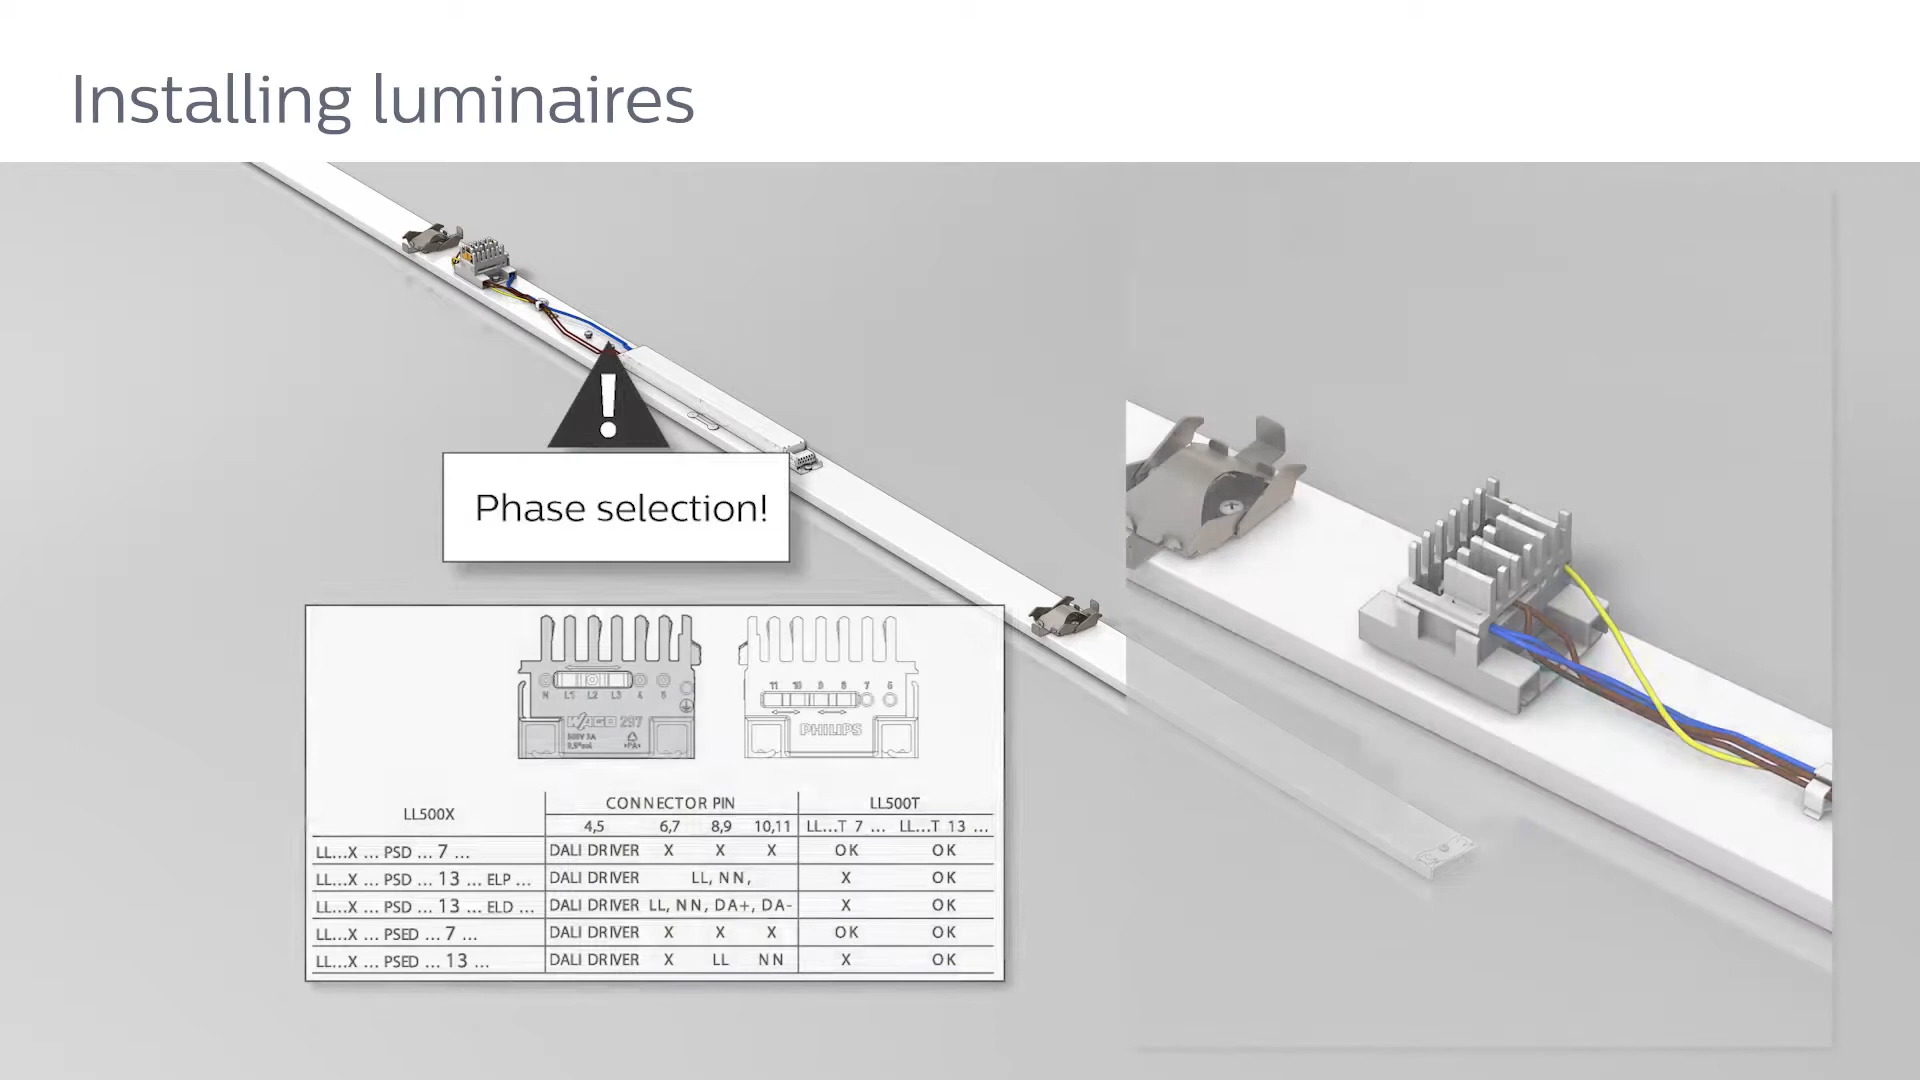 Installing luminaires
!
Phase selection!
N L1 L2 L3 4 5
WAGO 297
11 10 9 8 7 6
PHILIPS
LL500X CONNECTOR PIN LL500T
4,5 6,7 8,9 10,11 LL...T 7 ... LL...T 13 ...
LL...X ... PSD ... 7 ... DALI DRIVER X X X OK OK
LL...X ... PSD ... 13 ... ELP ... DALI DRIVER LL, NN, X OK
LL...X ... PSD ... 13 ... ELD ... DALI DRIVER LL, NN, DA+, DA- X OK
LL...X ... PSED ... 7 ... DALI DRIVER X X X OK OK
LL...X ... PSED ... 13 ... DALI DRIVER X LL NN X OK